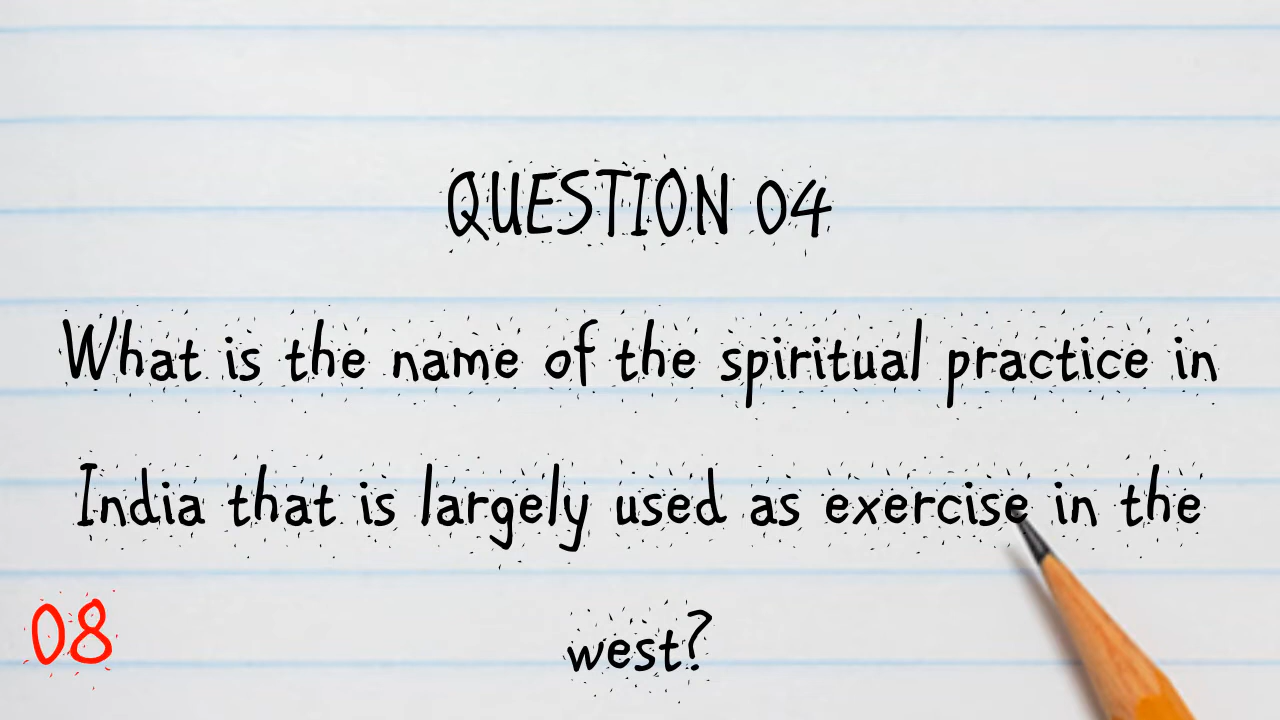 QUESTION 04
What is the name of the spiritual practice in
India that is largely used as exercise in the
west?
08